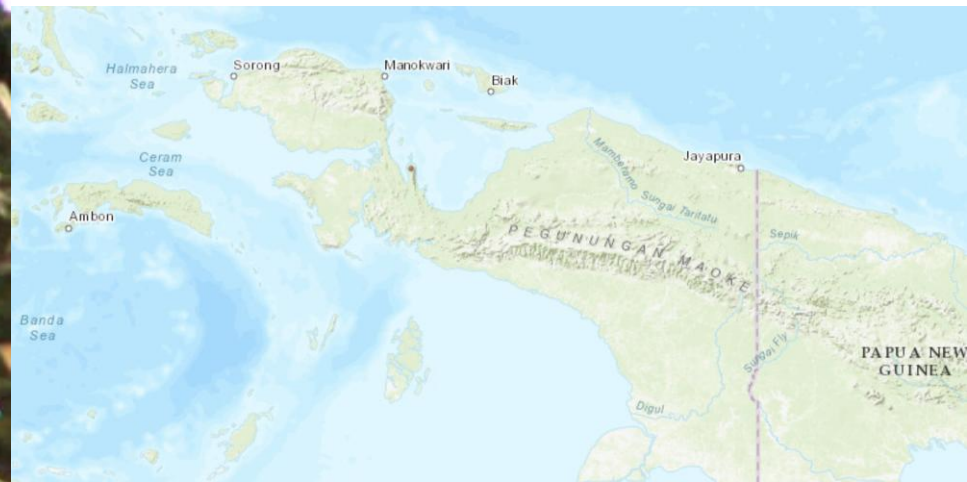 Halmahera
Sea
Sorong
Manokwari
Biak
Ceram
Sea
Jayapura
Mamberamo
Sungai Taritatu
Ambon
PEGUNUNGAN MAOKE
Sepik
Banda
Sea
Sungai Fly
PAPUA NEW
GUINEA
Digul